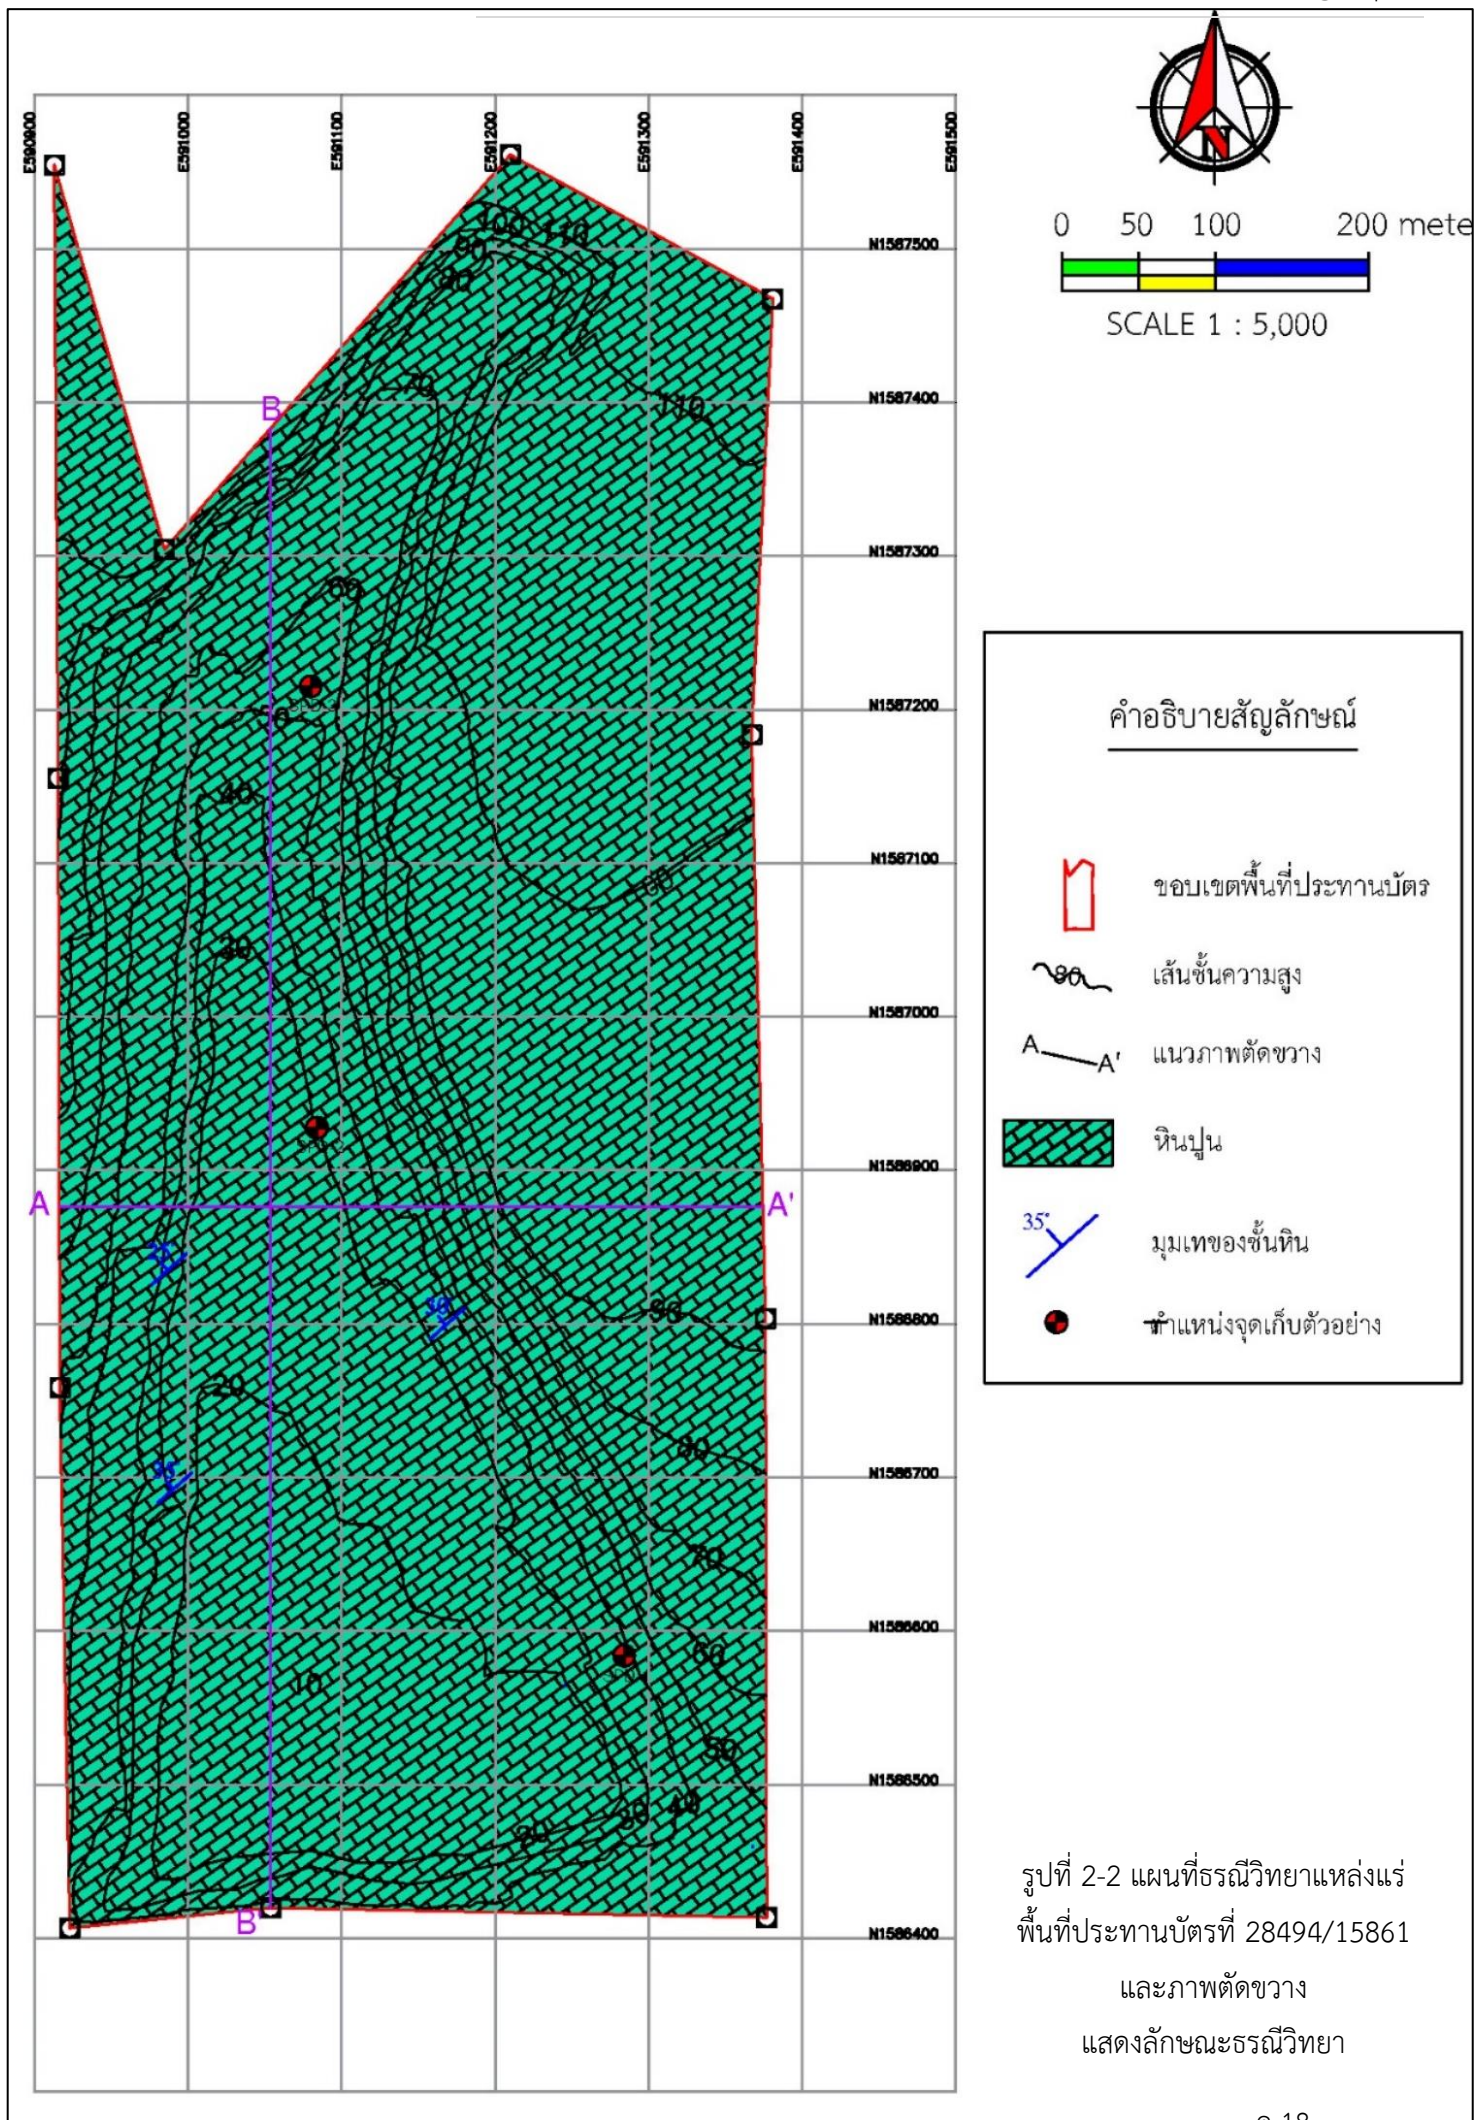 E590900
E591000
E591100
E591200
E591300
E591400
E591500
N
0 50 100 200 mete
SCALE 1 : 5,000
N1587500
N1587400
N1587300
N1587200
N1587100
N1587000
N1586900
N1586800
N1586700
N1586600
N1586500
N1586400
100
110
90
80
70
B
110
60
50
40
60
30
A
A'
90
20
80
35
70
60
10
50
40
30
20
B'
คำอธิบายสัญลักษณ์
ขอบเขตพื้นที่ประทานบัตร
80
เส้นชั้นความสูง
A A'
แนวภาพตัดขวาง
หินปูน
35°
มุมเทของชั้นหิน
ตำแหน่งจุดเก็บตัวอย่าง
รูปที่ 2-2 แผนที่ธรณีวิทยาแหล่งแร่
พื้นที่ประทานบัตรที่ 28494/15861
และภาพตัดขวาง
แสดงลักษณะธรณีวิทยา